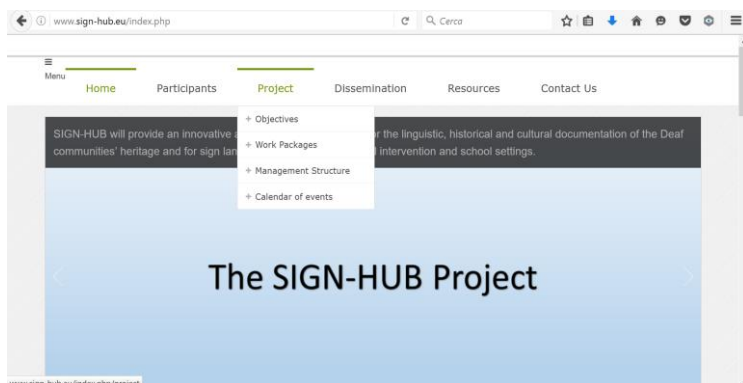 www.sign-hub.eu/index.php
Cerca
Menu
Home Participants Project Dissemination Resources Contact Us
+ Objectives
+ Work Packages
+ Management Structure
+ Calendar of events
SIGN-HUB will provide an innovative a or the linguistic, historical and cultural documentation of the Deaf
communities' heritage and for sign lan intervention and school settings.
The SIGN-HUB Project